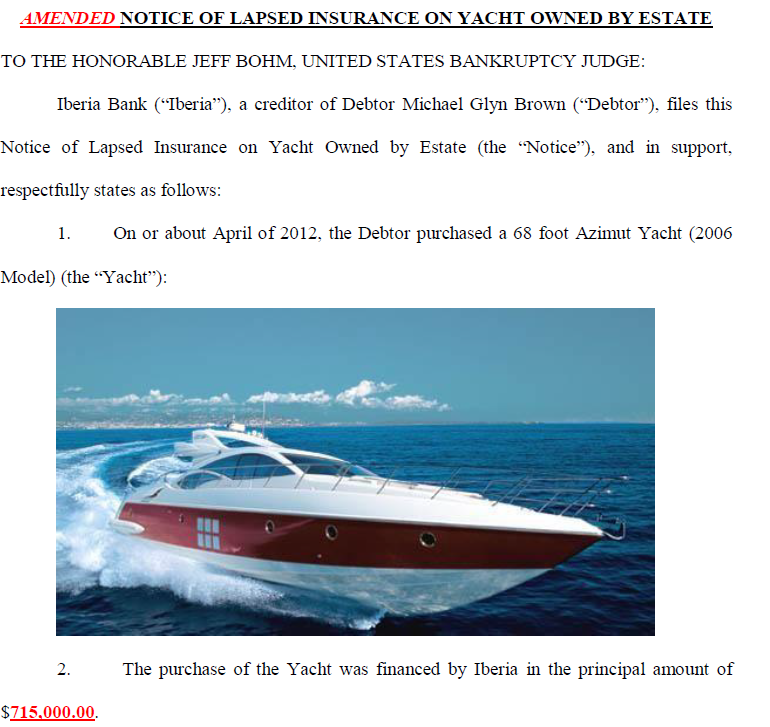 AMENDED NOTICE OF LAPSED INSURANCE ON YACHT OWNED BY ESTATE
TO THE HONORABLE JEFF BOHM, UNITED STATES BANKRUPTCY JUDGE:
Iberia Bank (“Iberia”), a creditor of Debtor Michael Glyn Brown (“Debtor”), files this
Notice of Lapsed Insurance on Yacht Owned by Estate (the “Notice”), and in support,
respectfully states as follows:
1. On or about April of 2012, the Debtor purchased a 68 foot Azimut Yacht (2006
Model) (the “Yacht”):
2. The purchase of the Yacht was financed by Iberia in the principal amount of
$715,000.00.